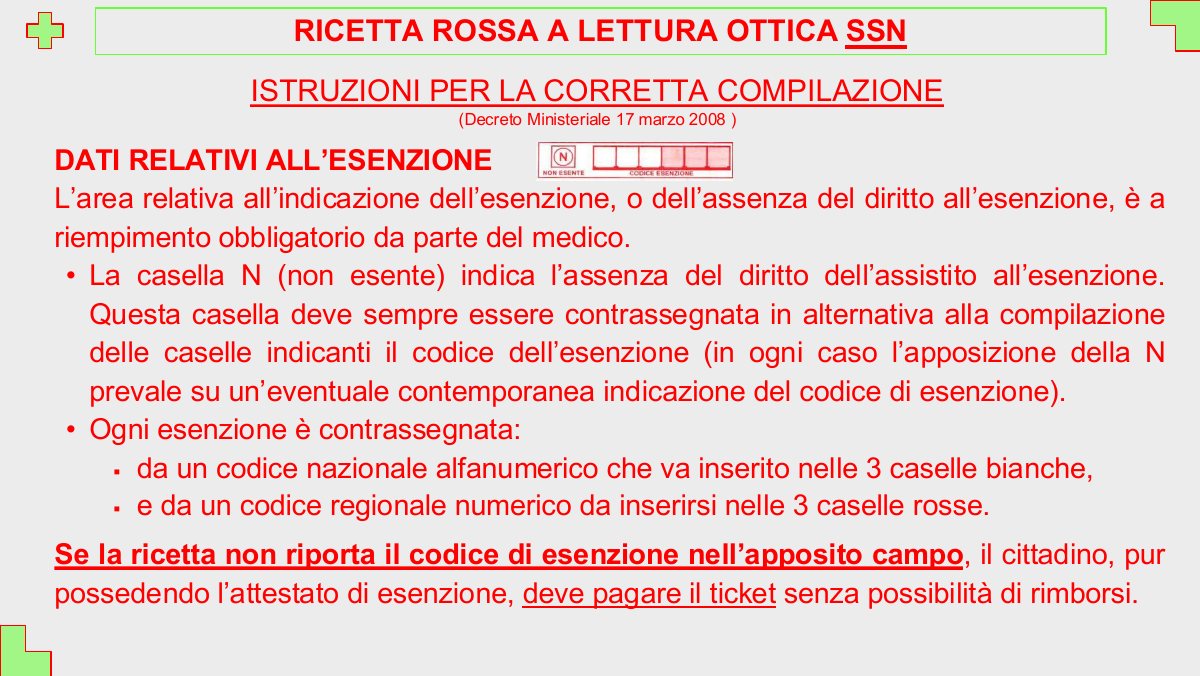 RICETTA ROSSA A LETTURA OTTICA SSN
ISTRUZIONI PER LA CORRETTA COMPILAZIONE
(Decreto Ministeriale 17 marzo 2008 )
DATI RELATIVI ALL’ESENZIONE
N
NON ESENTE
CODICE ESENZIONE
L’area relativa all’indicazione dell’esenzione, o dell’assenza del diritto all’esenzione, è a
riempimento obbligatorio da parte del medico.
• La casella N (non esente) indica l’assenza del diritto dell’assistito all’esenzione.
Questa casella deve sempre essere contrassegnata in alternativa alla compilazione
delle caselle indicanti il codice dell’esenzione (in ogni caso l’apposizione della N
prevale su un’eventuale contemporanea indicazione del codice di esenzione).
• Ogni esenzione è contrassegnata:
▪ da un codice nazionale alfanumerico che va inserito nelle 3 caselle bianche,
▪ e da un codice regionale numerico da inserirsi nelle 3 caselle rosse.
Se la ricetta non riporta il codice di esenzione nell’apposito campo, il cittadino, pur
possedendo l’attestato di esenzione, deve pagare il ticket senza possibilità di rimborsi.